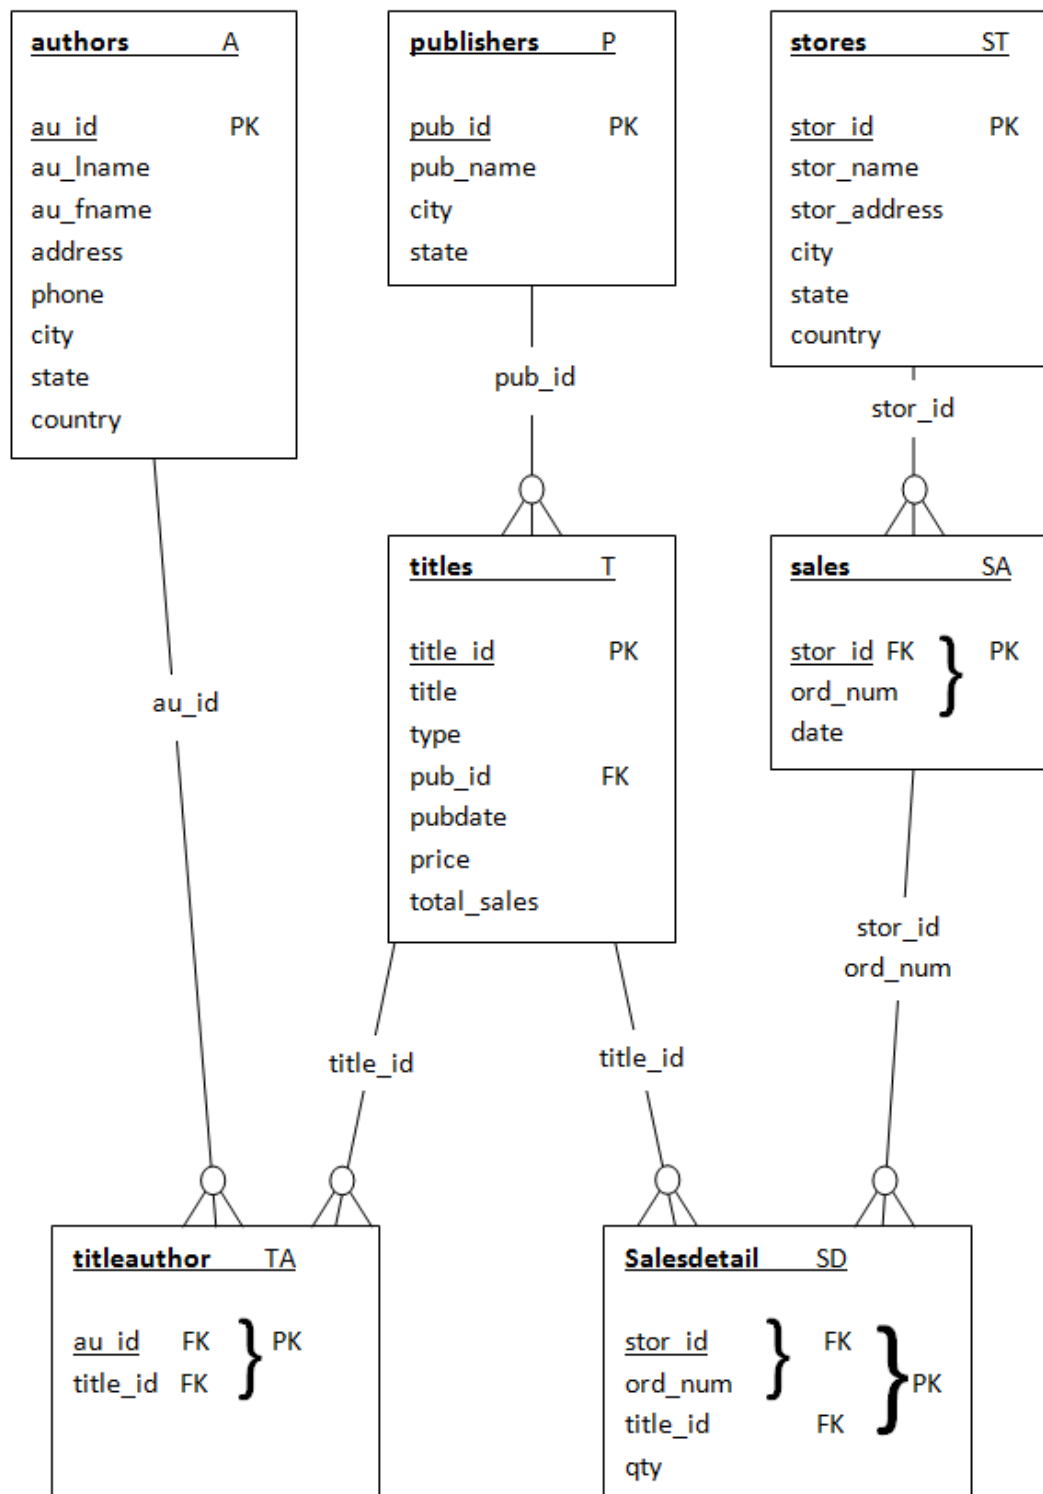 authors A
au_id PK
au_lname
au_fname
address
phone
city
state
country
publishers P
pub_id PK
pub_name
city
state
stores ST
stor_id PK
stor_name
stor_address
city
state
country
pub_id
stor_id
au_id
titles T
title_id PK
title
type
pub_id FK
pubdate
price
total_sales
sales SA
stor_id FK } PK
ord_num
date
title_id
title_id
stor_id
ord_num
titleauthor TA
au_id FK } PK
title_id FK
Salesdetail SD
stor_id } FK
ord_num } PK
title_id FK
qty